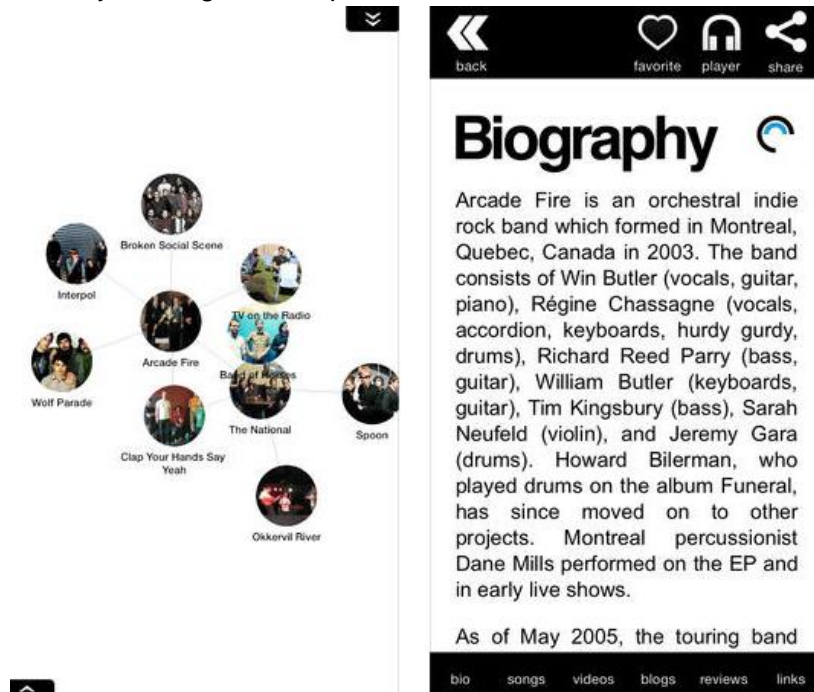 Broken Social Scene
Interpol
TV on the Radio
Arcade Fire
Band of Horses
Wolf Parade
The National
Spoon
Clap Your Hands Say
Yeah
Okkervil River
back
favorite
player
share
Biography
Arcade Fire is an orchestral indie
rock band which formed in Montreal,
Quebec, Canada in 2003. The band
consists of Win Butler (vocals, guitar,
piano), Régine Chassagne (vocals,
accordion, keyboards, hurdy gurdy,
drums), Richard Reed Parry (bass,
guitar), William Butler (keyboards,
guitar), Tim Kingsbury (bass), Sarah
Neufeld (violin), and Jeremy Gara
(drums). Howard Bilerman, who
played drums on the album Funeral,
has since moved on to other
projects. Montreal percussionist
Dane Mills performed on the EP and
in early live shows.
As of May 2005, the touring band
bio songs videos blogs reviews links